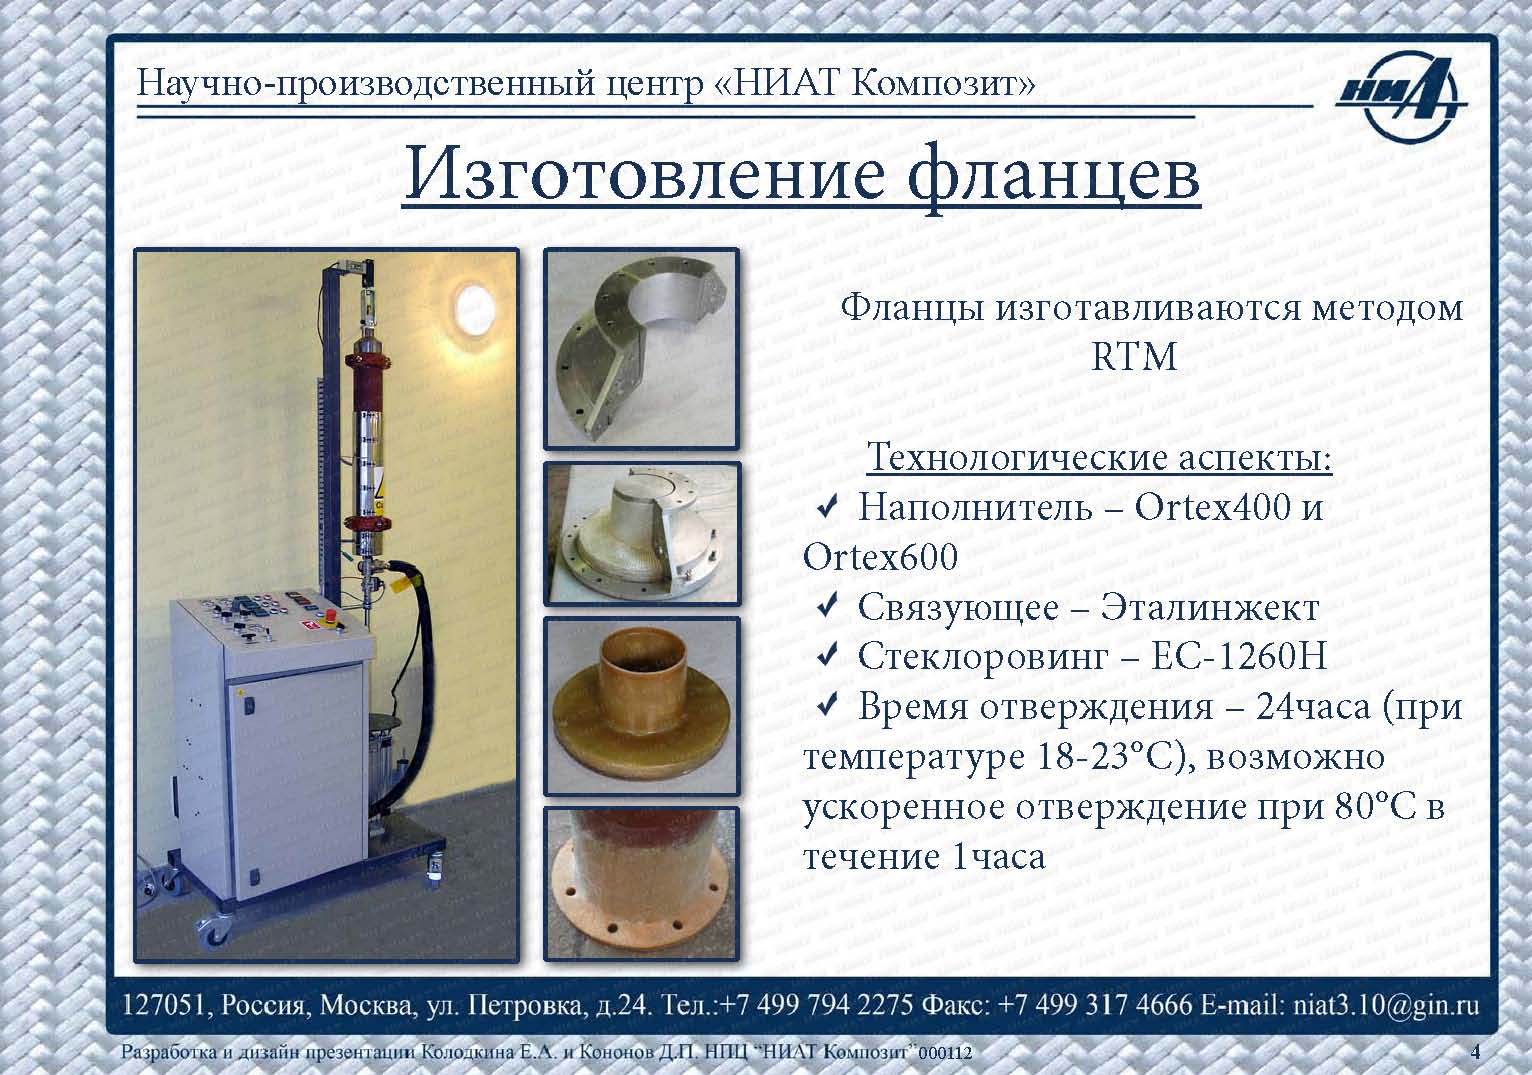 Научно-производственный центр «НИАТ Композит»
НИАТ
Изготовление фланцев
Фланцы изготавливаются методом
RTM
Технологические аспекты:
Наполнитель – Ortex400 и
Ortex600
Связующее – Эталинжект
Стеклоровинг – ЕС-1260Н
Время отверждения – 24часа (при
температуре 18-23°С), возможно
ускоренное отверждение при 80°С в
течение 1часа
127051, Россия, Москва, ул. Петровка, д.24. Тел.:+7 499 794 2275 Факс: +7 499 317 4666 E-mail: niat3.10@gin.ru
Разработка и дизайн презентации Колодкина Е.А. и Кононов Д.П. НПЦ “НИАТ Композит”000112
4